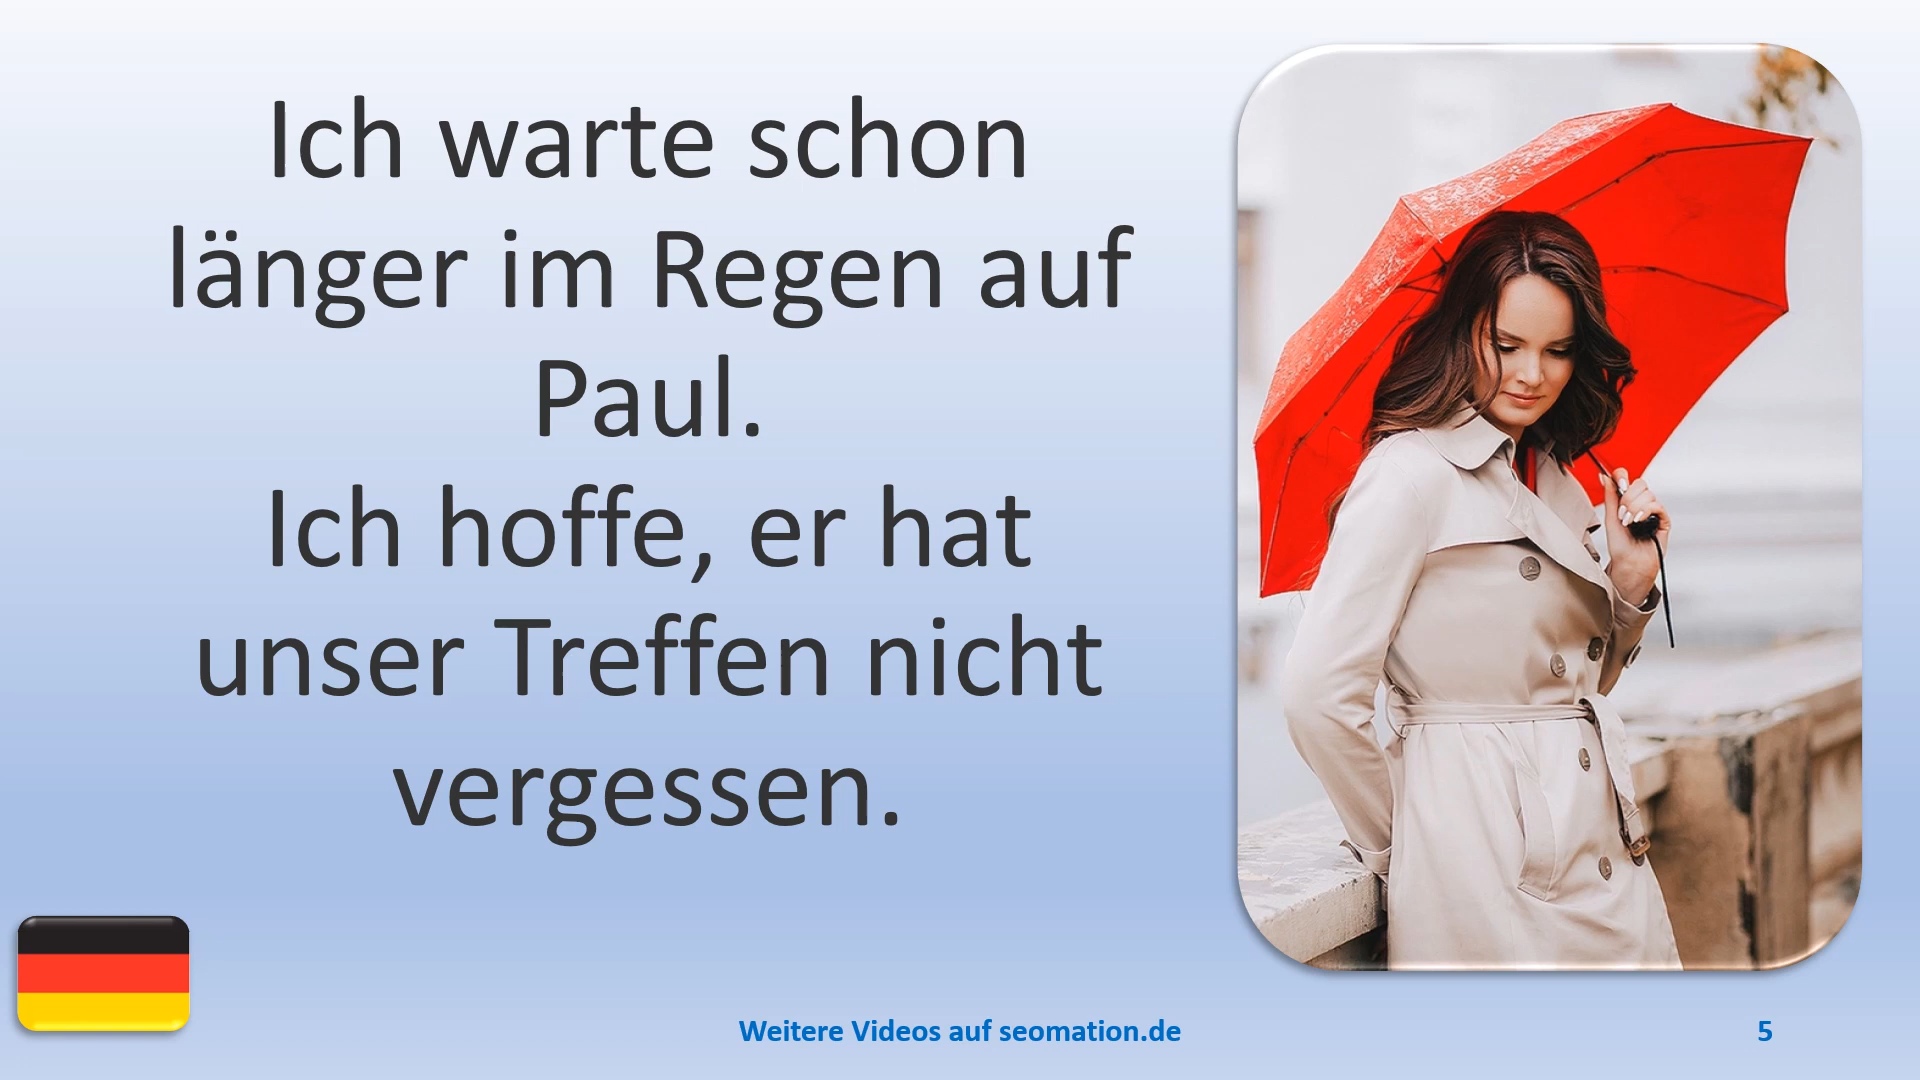 Ich warte schon
länger im Regen auf
Paul.
Ich hoffe, er hat
unser Treffen nicht
vergessen.
Weitere Videos auf seomation.de
5